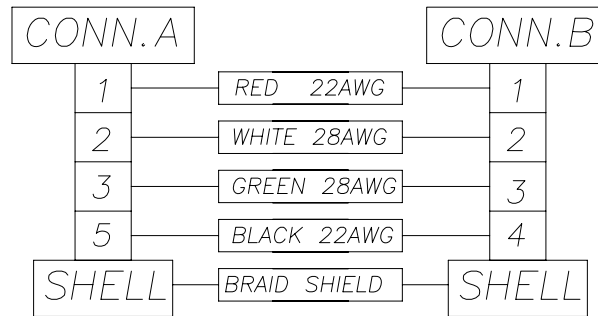 CONN.A CONN.B
1 RED 22AWG 1
2 WHITE 28AWG 2
3 GREEN 28AWG 3
5 BLACK 22AWG 4
SHELL BRAID SHIELD SHELL